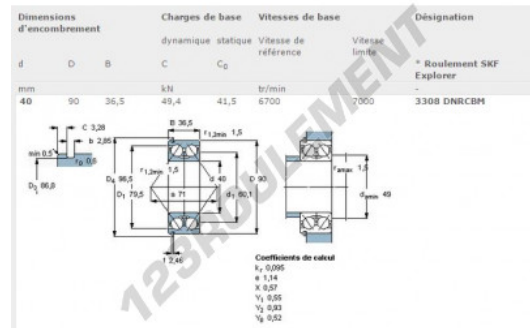 Dimensions d'encombrement Charges de base Vitesses de base Désignation
dynamique statique Vitesse de référence Vitesse limite
d D B C C0 * Roulement SKF Explorer
mm kN tr/min -
40 90 36,5 49,4 41,5 6700 7000 3308 DNRCBM
C 3,28
b 2,85
min 0,5
r0 0,6
D3 86,8
B 36,5
r1,2min 1,5
r1,2min 1,5
D4 96,5
D1 79,5
d 40
a 71
d1 60,1
D 90
f 2,46
ramax 1,5
damin 49
Coefficients de calcul
kr 0,095
e 1,14
X 0,57
Y1 0,55
Y2 0,93
Y0 0,52
123ROULEMENT